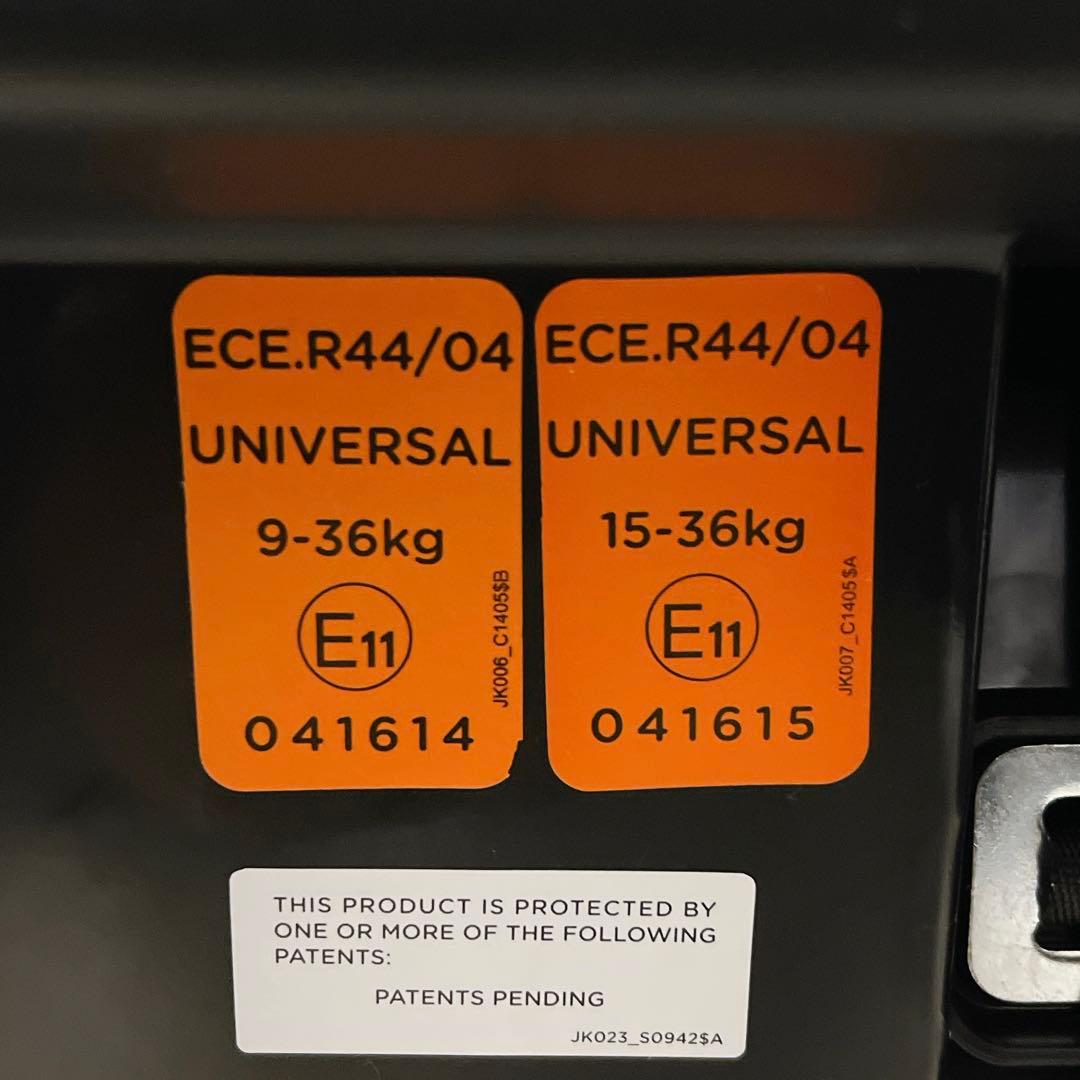 ECE.R44/04
UNIVERSAL
9-36kg
E11
041614
JK006_C1405$B
ECE.R44/04
UNIVERSAL
15-36kg
E11
041615
JK007_C1405$A
THIS PRODUCT IS PROTECTED BY
ONE OR MORE OF THE FOLLOWING
PATENTS:
PATENTS PENDING
JK023_S0942$A